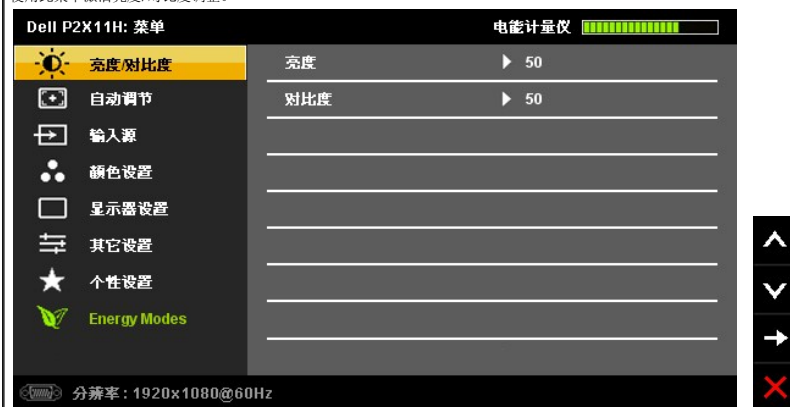 Dell P2X11H: 菜单 电能计量仪
亮度/对比度 亮度 50
自动调节 对比度 50
输入源
颜色设置
显示器设置
其它设置
个性设置
Energy Modes
分辨率: 1920x1080@60Hz